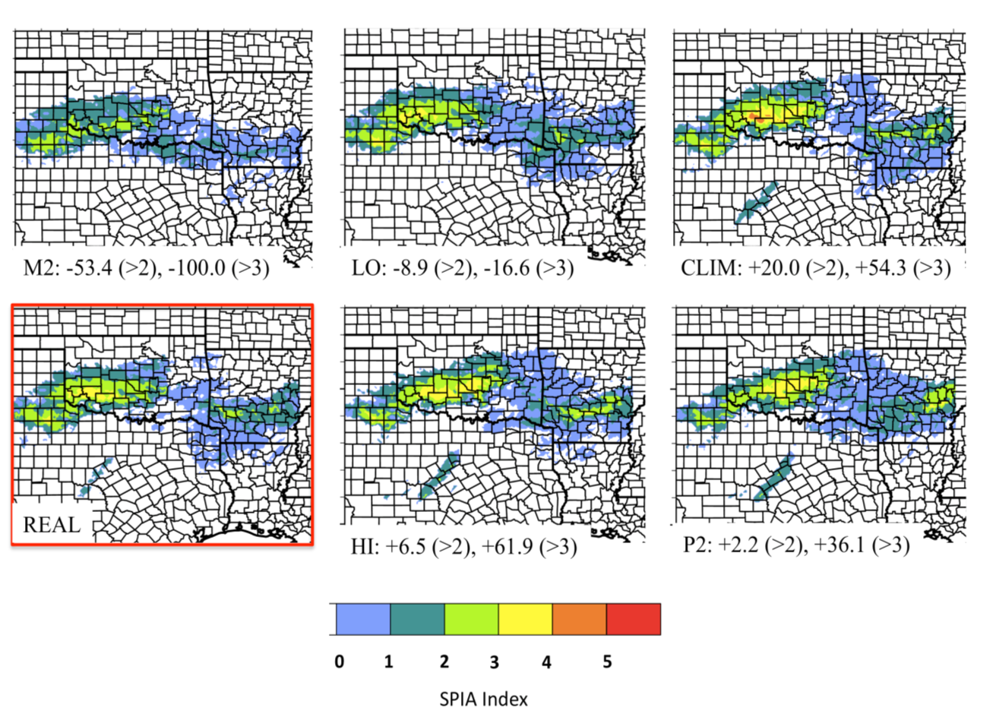 M2: -53.4 (>2), -100.0 (>3)
LO: -8.9 (>2), -16.6 (>3)
CLIM: +20.0 (>2), +54.3 (>3)
REAL
HI: +6.5 (>2), +61.9 (>3)
P2: +2.2 (>2), +36.1 (>3)
0 1 2 3 4 5
SPIA Index